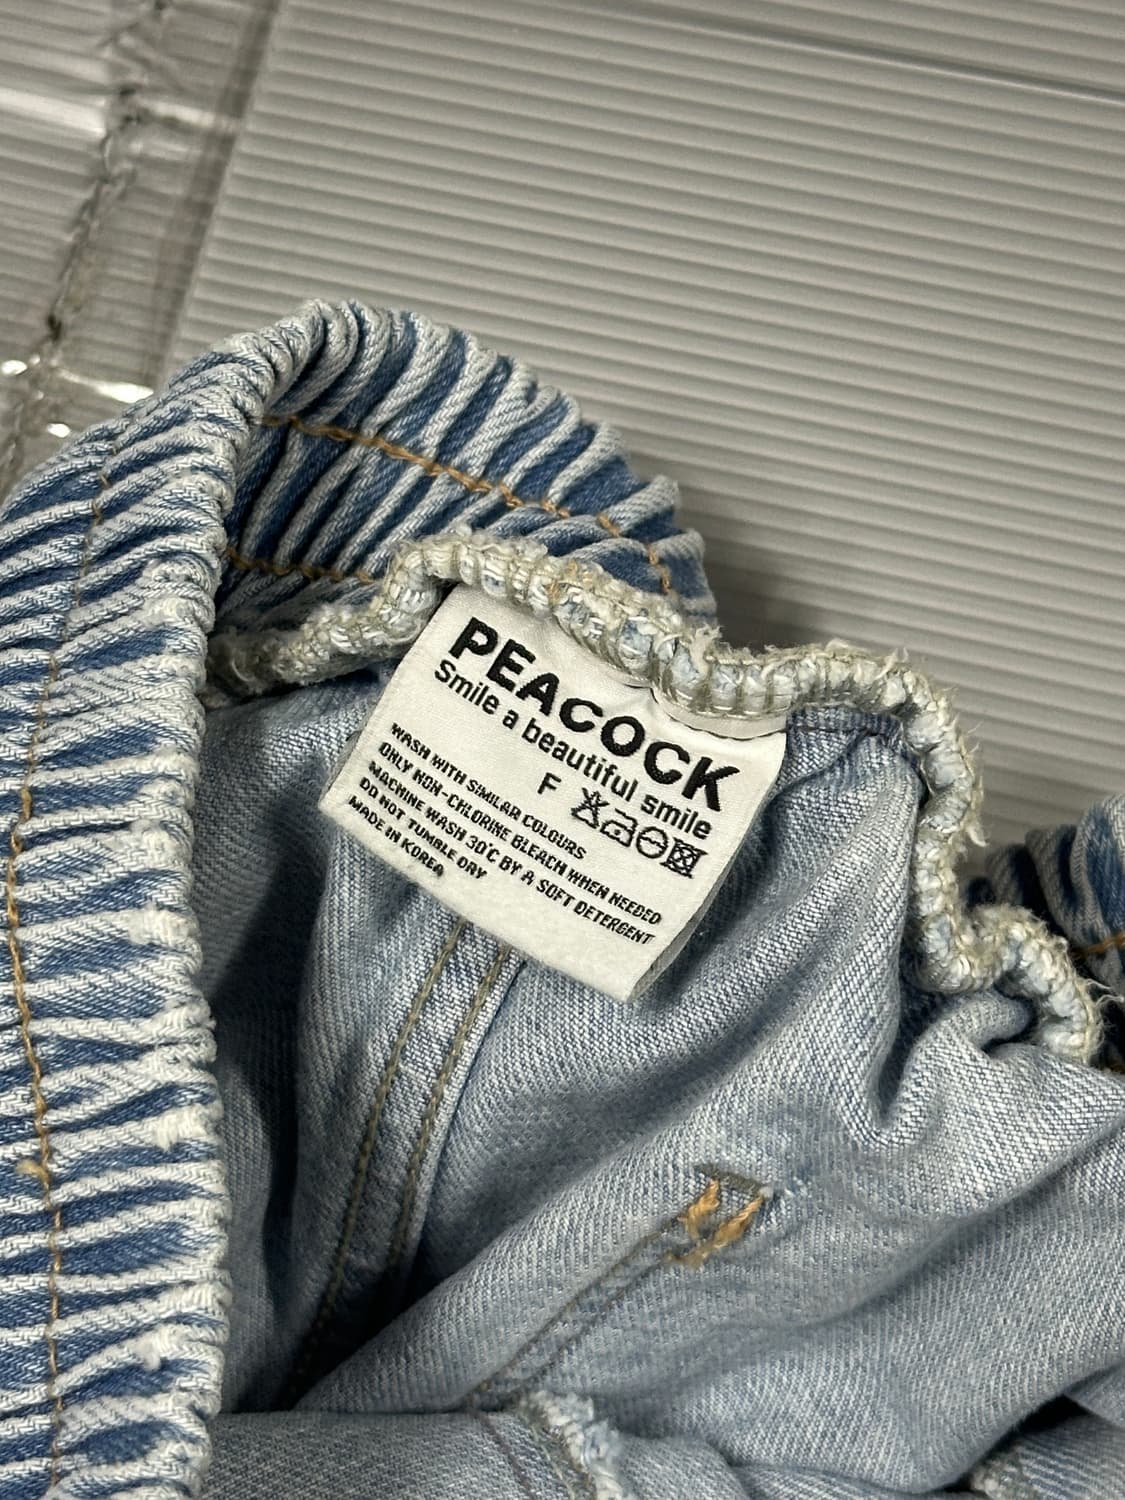 PEACOCK
Smile a beautiful smile
F
WASH WITH SIMILAR COLOURS
ONLY NON-CHLORINE BLEACH WHEN NEEDED
MACHINE WASH 30°C BY A SOFT DETERGENT
DO NOT TUMBLE DRY
MADE IN KOREA